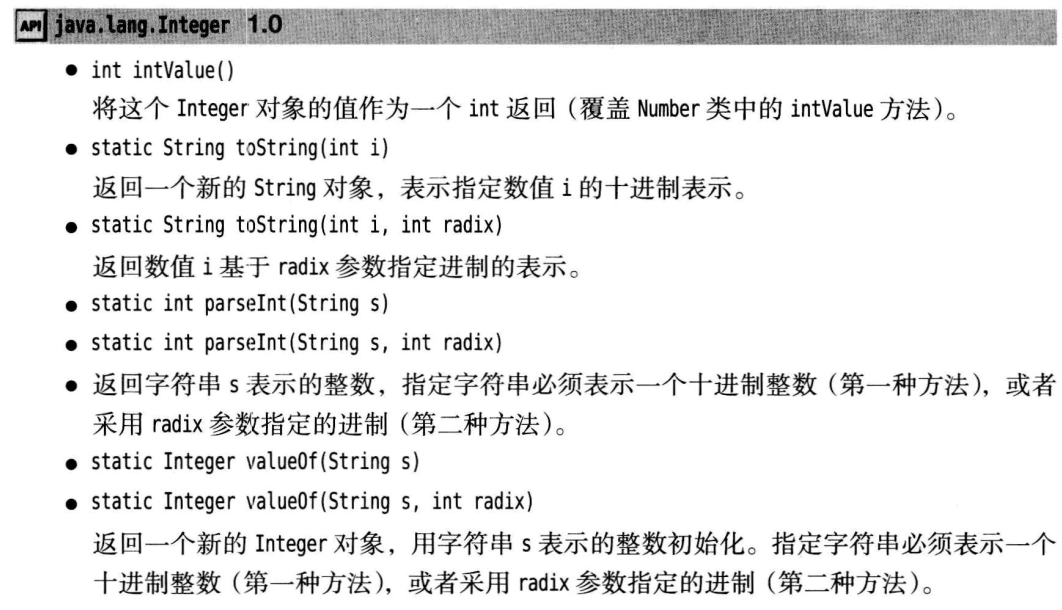 API java.lang.Integer 1.0
● int intValue()
将这个 Integer 对象的值作为一个 int 返回（覆盖 Number 类中的 intValue 方法）。
● static String toString(int i)
返回一个新的 String 对象，表示指定数值 i 的十进制表示。
● static String toString(int i, int radix)
返回数值 i 基于 radix 参数指定进制的表示。
● static int parseInt(String s)
● static int parseInt(String s, int radix)
● 返回字符串 s 表示的整数，指定字符串必须表示一个十进制整数（第一种方法），或者
采用 radix 参数指定的进制（第二种方法）。
● static Integer valueOf(String s)
● static Integer valueOf(String s, int radix)
返回一个新的 Integer 对象，用字符串 s 表示的整数初始化。指定字符串必须表示一个
十进制整数（第一种方法），或者采用 radix 参数指定的进制（第二种方法）。